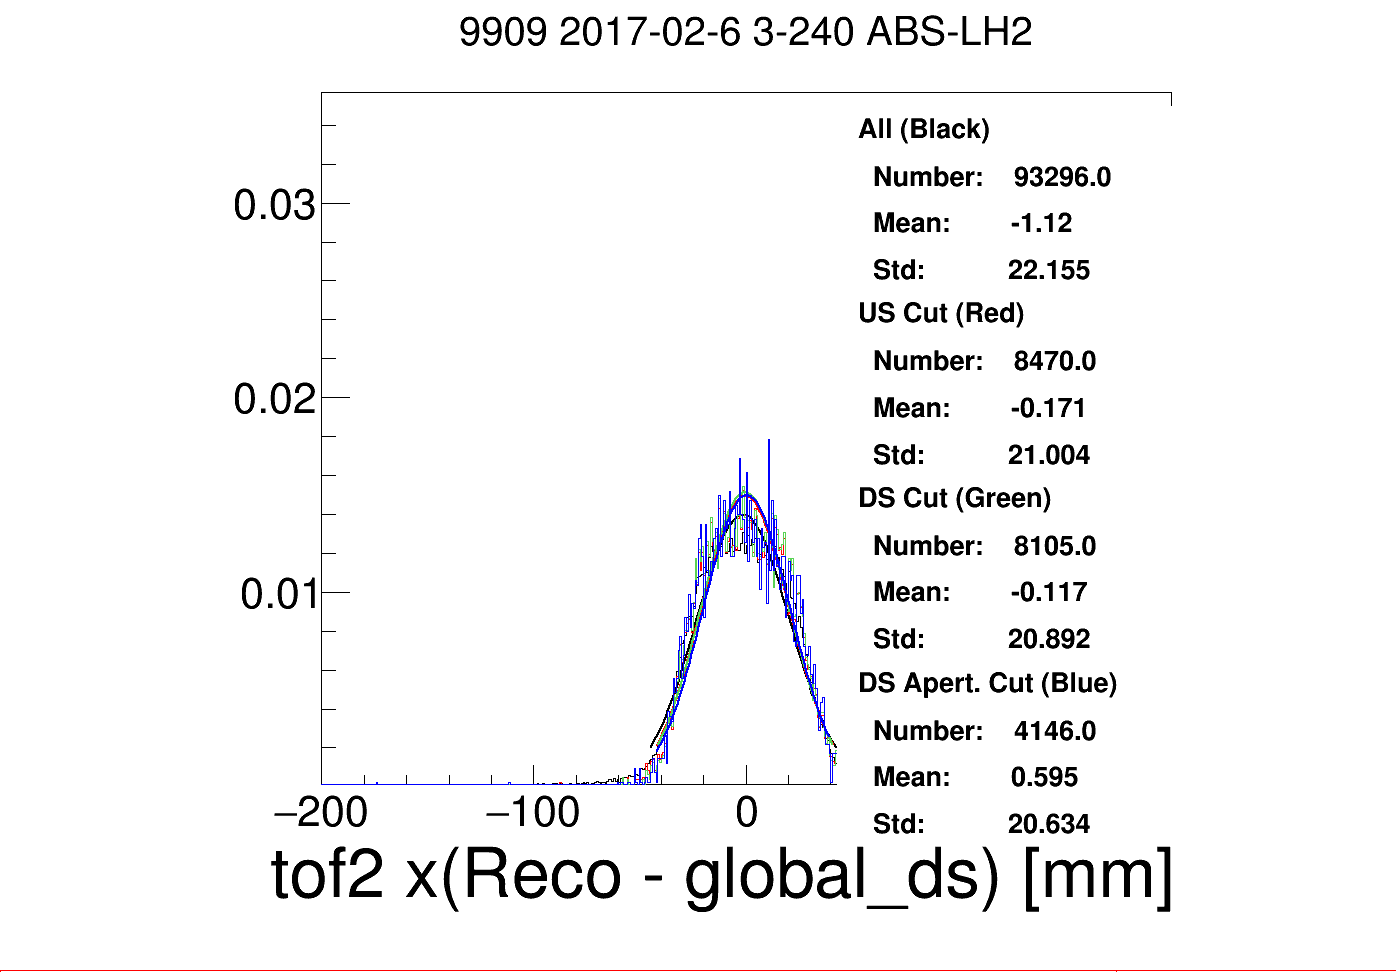 9909 2017-02-6 3-240 ABS-LH2
All (Black)
Number: 93296.0
Mean: -1.12
Std: 22.155
US Cut (Red)
Number: 8470.0
Mean: -0.171
Std: 21.004
DS Cut (Green)
Number: 8105.0
Mean: -0.117
Std: 20.892
DS Apert. Cut (Blue)
Number: 4146.0
Mean: 0.595
Std: 20.634
0.03
0.02
0.01
−200 −100 0
tof2 x(Reco - global_ds) [mm]